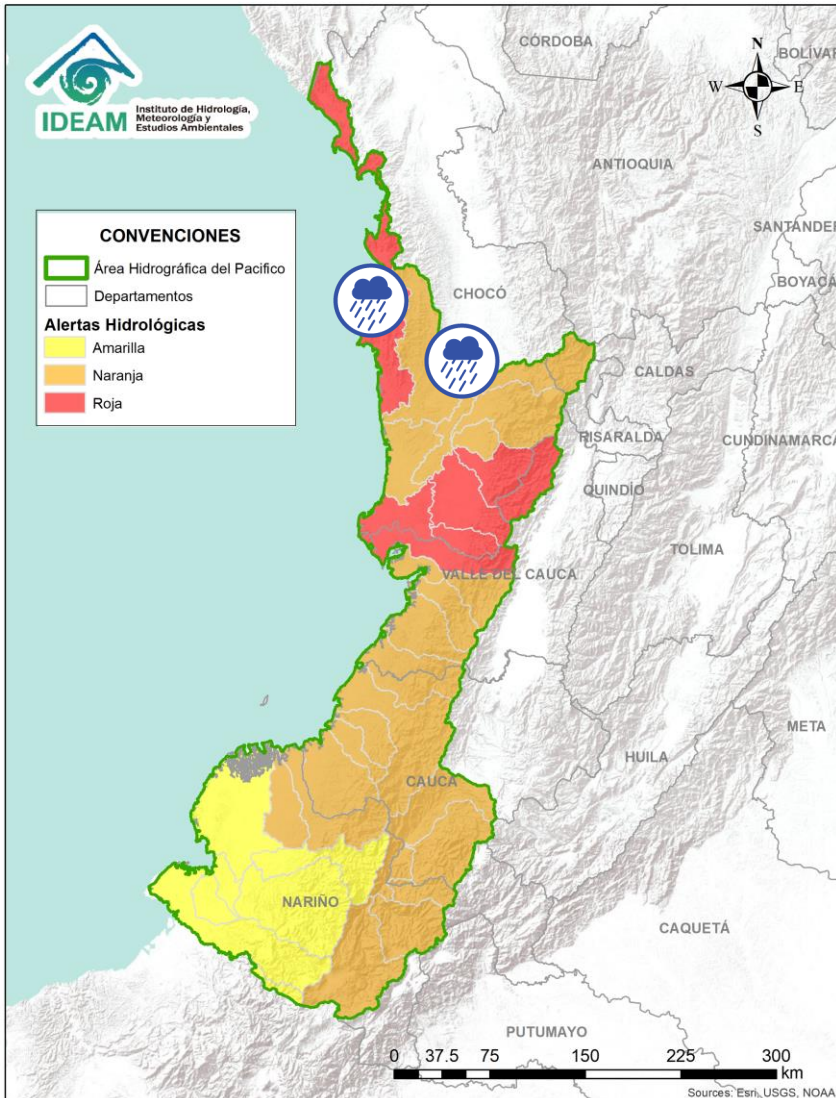 IDEAM
Instituto de Hidrología,
Meteorología y
Estudios Ambientales
N
W
E
S
CÓRDOBA
BOLÍVAR
ANTIOQUIA
SANTANDER
BOYACÁ
CONVENCIONES
Área Hidrográfica del Pacifico
Departamentos
Alertas Hidrológicas
Amarilla
Naranja
Roja
CHOCÓ
CALDAS
RISARALDA
CUNDINAMARCA
QUINDÍO
TOLIMA
VALLE DEL CAUCA
META
HUILA
CAUCA
NARIÑO
CAQUETÁ
PUTUMAYO
0 37.5 75 150 225 300
km
Sources: Esri, USGS, NOAA